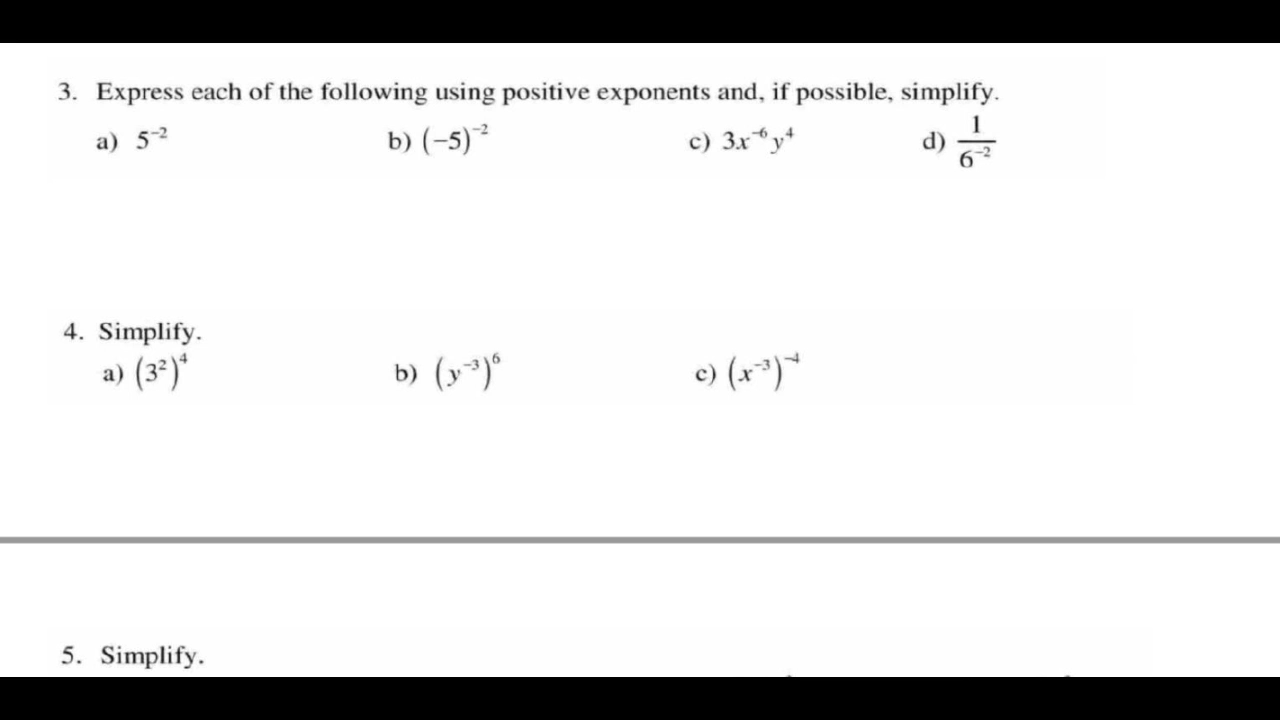 3. Express each of the following using positive exponents and, if possible, simplify.
a) 5⁻² b) (−5)⁻² c) 3x⁻⁶y⁴ d) 1/6⁻²
4. Simplify.
a) (3²)⁴ b) (y⁻³)⁶ c) (x⁻³)⁻⁴
5. Simplify.